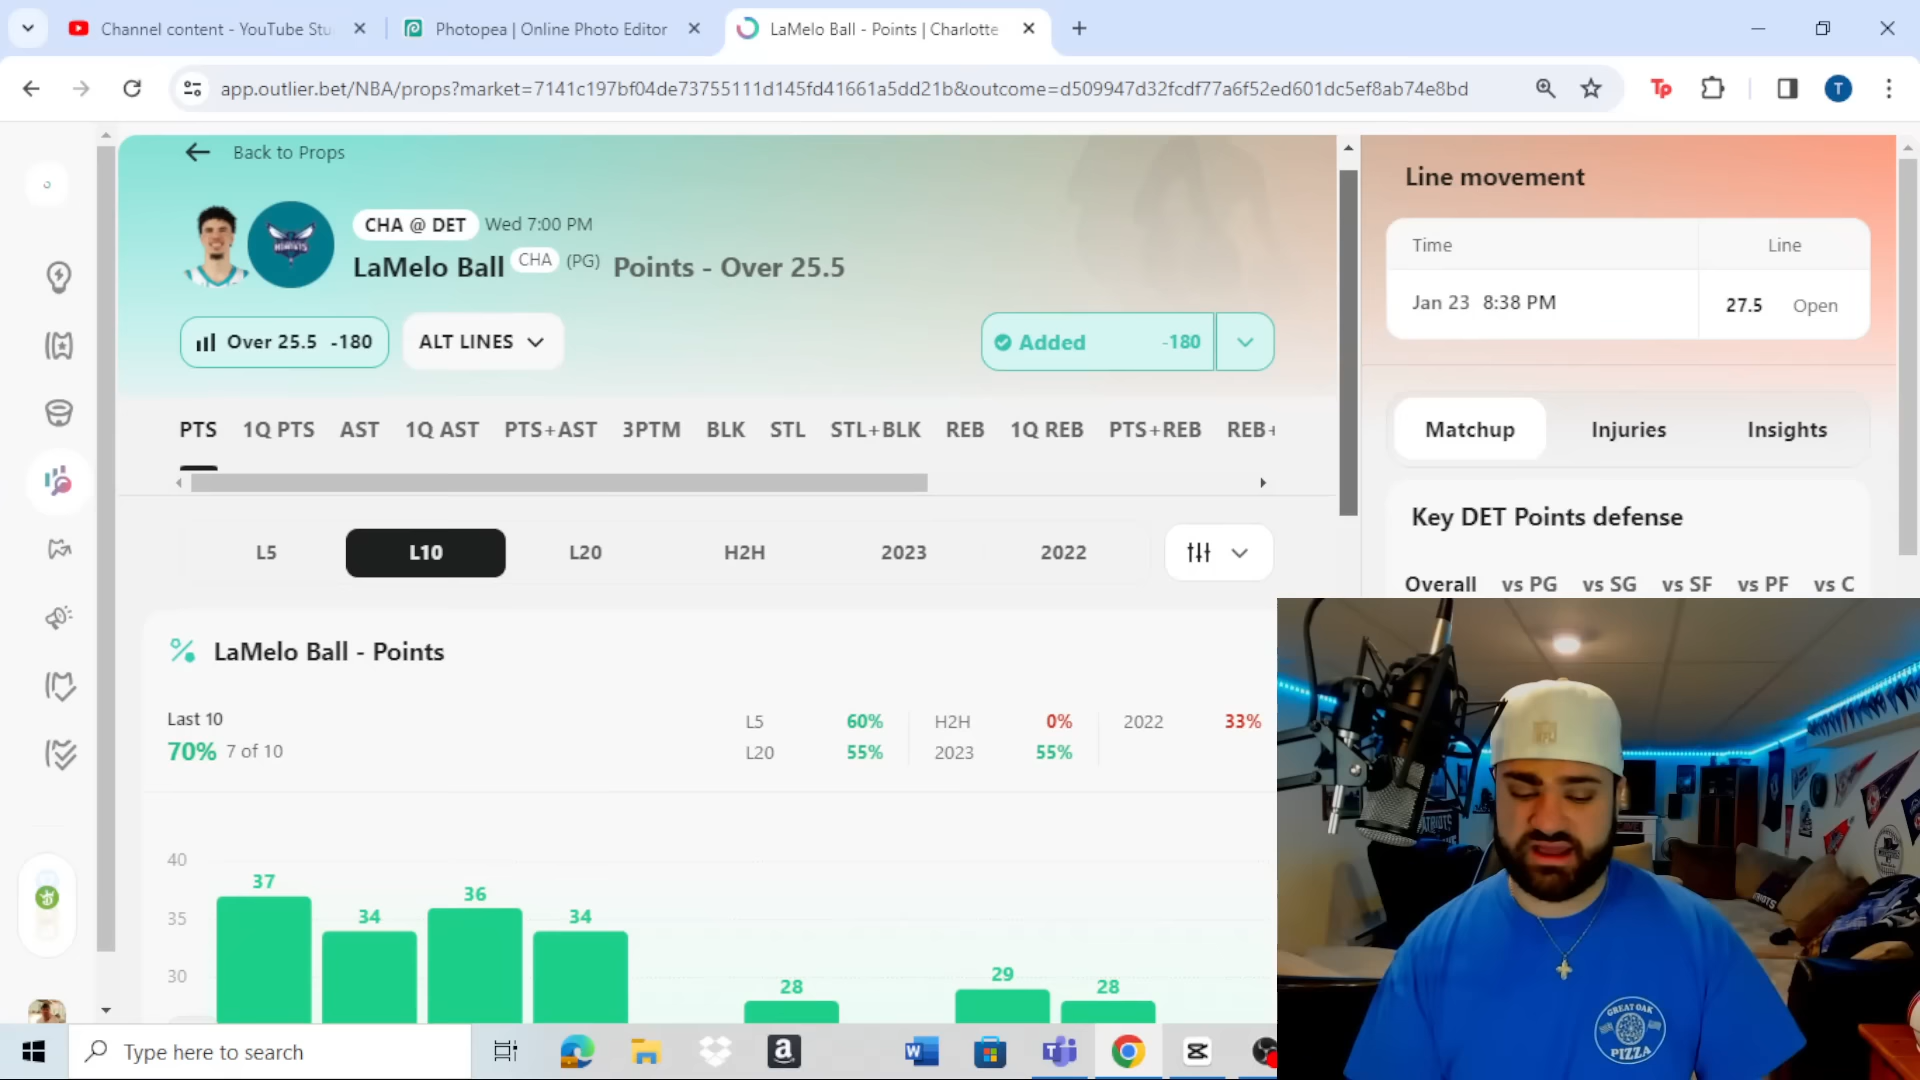 Channel content - YouTube Stu
Photopea | Online Photo Editor
LaMelo Ball - Points | Charlotte
app.outlier.bet/NBA/props?market=7141c197bf04de73755111d145fd41661a5dd21b&outcome=d509947d32fcdf77a6f52ed601dc5ef8ab74e8bd
Tp
T
Back to Props
CHA @ DET Wed 7:00 PM
LaMelo Ball CHA (PG) Points - Over 25.5
Over 25.5 -180
ALT LINES
Added -180
PTS 1Q PTS AST 1Q AST PTS+AST 3PTM BLK STL STL+BLK REB 1Q REB PTS+REB REB+
L5 L10 L20 H2H 2023 2022
LaMelo Ball - Points
Last 10
70% 7 of 10
L5 60% H2H 0% 2022 33%
L20 55% 2023 55%
40
35
30
37
34
36
34
28
29
28
Line movement
Time Line
Jan 23 8:38 PM 27.5 Open
Matchup Injuries Insights
Key DET Points defense
Overall vs PG vs SG vs SF vs PF vs C
PATRIOTS
GREAT OAK
PIZZA
Type here to search